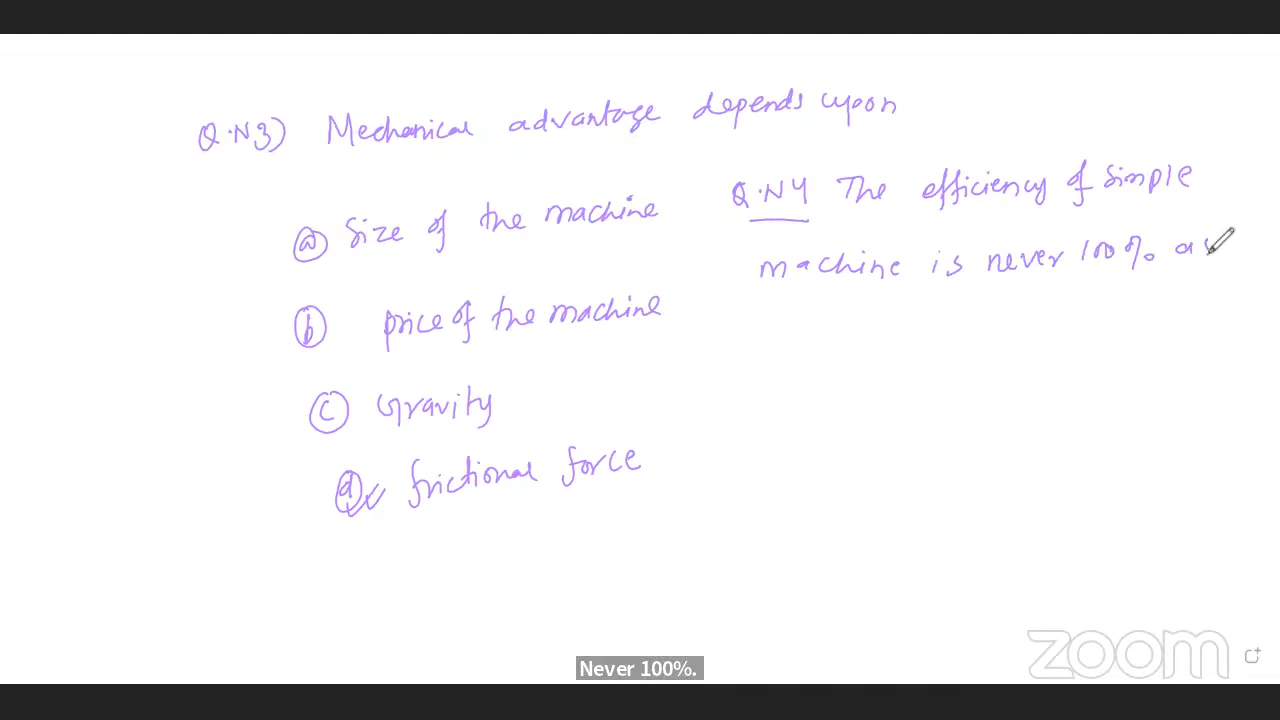 Q.N3) Mechanical advantage depends upon
a) Size of the machine
b) price of the machine
c) Gravity
d) frictional force
Q.N4 The efficiency of simple
machine is never 100% as
zoom
Never 100%.